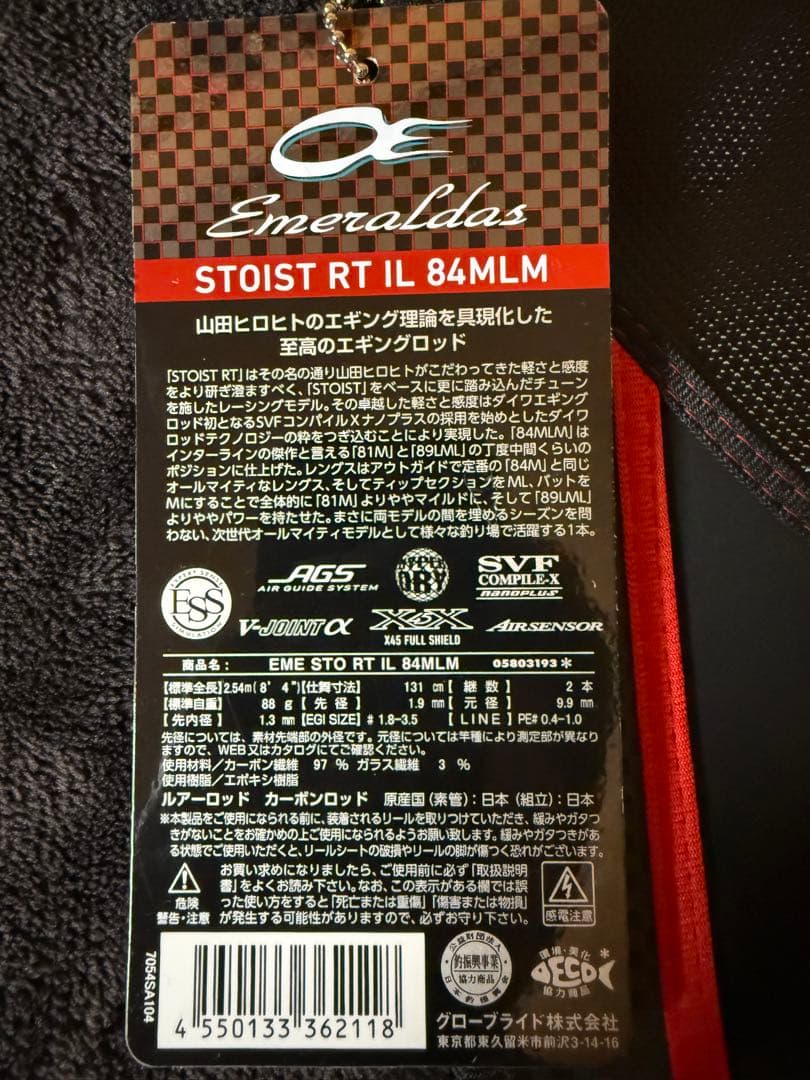 Emeraldas
STOIST RT IL 84MLM
山田ヒロヒトのエギング理論を具現化した
至高のエギングロッド
「STOIST RT」はその名の通り山田ヒロヒトがこだわってきた軽さと感度
をより研ぎ澄ますべく、「STOIST」をベースに更に踏み込んだチューン
を施したレーシングモデル。その卓越した軽さと感度はダイワエギング
ロッド初となるSVFコンパイルXナノプラスの採用を始めとしたダイワ
ロッドテクノロジーの粋をつぎ込むことにより実現した。「84MLM」は
インターラインの傑作と言える「81M」と「89LML」の丁度中間くらいの
ポジションに仕上げた。レングスはアウトガイドで定番の「84M」と同じ
オールマイティなレングス、そしてティップセクションをML、バットを
Mにすることで全体的に「81M」よりややマイルドに、そして「89LML」
よりややパワーを持たせた。まさに両モデルの間を埋めるシーズンを問
わない、次世代オールマイティモデルとして様々な釣り場で活躍する1本。
EXPERT SENSE
ESS
SIMULATION
AGS
AIR GUIDE SYSTEM
DRY
SVF
COMPILE-X
nanoplus
V-JOINT α
X45X
X45 FULL SHIELD
AIRSENSOR
商品名： EME STO RT IL 84MLM 05803193*
【標準全長】2.54m(8' 4")【仕舞寸法】 131 cm【 継数 】 2 本
【標準自重】 88 g【 先径 】 1.9 mm【 元径 】 9.9 mm
【先内径】 1.3 mm【EGI SIZE】# 1.8-3.5 【 LINE 】PE# 0.4-1.0
先径については、素材先端部の外径です。元径については竿種により測定部が異なり
ますので、WEB又はカタログにてご確認ください。
使用材料/カーボン繊維 97 % ガラス繊維 3 %
使用樹脂/エポキシ樹脂
ルアーロッド カーボンロッド 原産国(素管):日本(組立):日本
※本製品をご使用になられる前に、装着されるリールを取りつけていただき、緩みやガタつ
きがないことをお確かめの上ご使用になられるようお願い致します。緩みやガタつきがあ
る状態でご使用いただくと、リールシートの破損やリールの脚が傷つく恐れがございます。
危険
警告・注意
お買い求めになりましたら、ご使用前に必ず「取扱説明
書」をよくお読み下さい。なお、この表示がある欄では誤
った使い方をすると「死亡または重傷」「傷害または物損」
が発生する可能性がありますので、必ずお守り下さい。
感電注意
7054SA104
4 550133 362118
公益財団法人
釣振興事業
協力商品
日本釣振興会
環境・美化
DECO
協力商品
グローブライド株式会社
東京都東久留米市前沢3-14-16